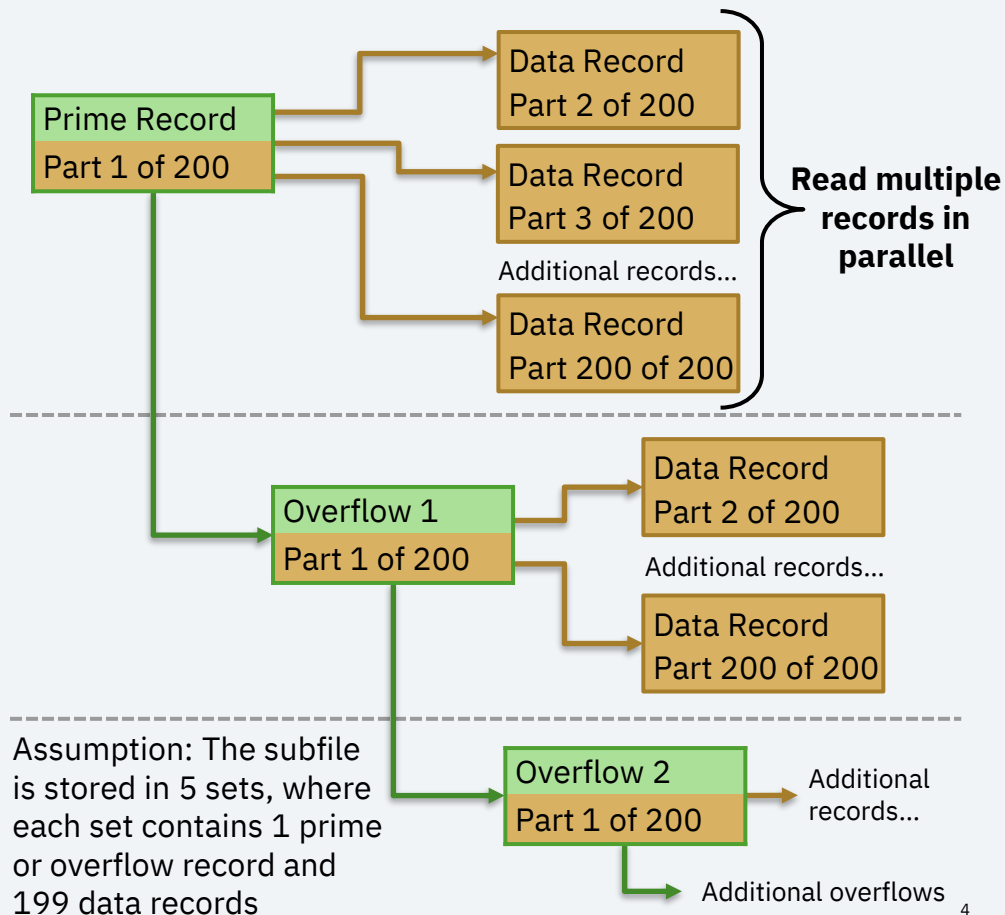 Prime Record
Part 1 of 200
Data Record
Part 2 of 200
Data Record
Part 3 of 200
Additional records...
Data Record
Part 200 of 200
Read multiple
records in
parallel
Overflow 1
Part 1 of 200
Data Record
Part 2 of 200
Additional records...
Data Record
Part 200 of 200
Assumption: The subfile
is stored in 5 sets, where
each set contains 1 prime
or overflow record and
199 data records
Overflow 2
Part 1 of 200
Additional
records...
Additional overflows
4